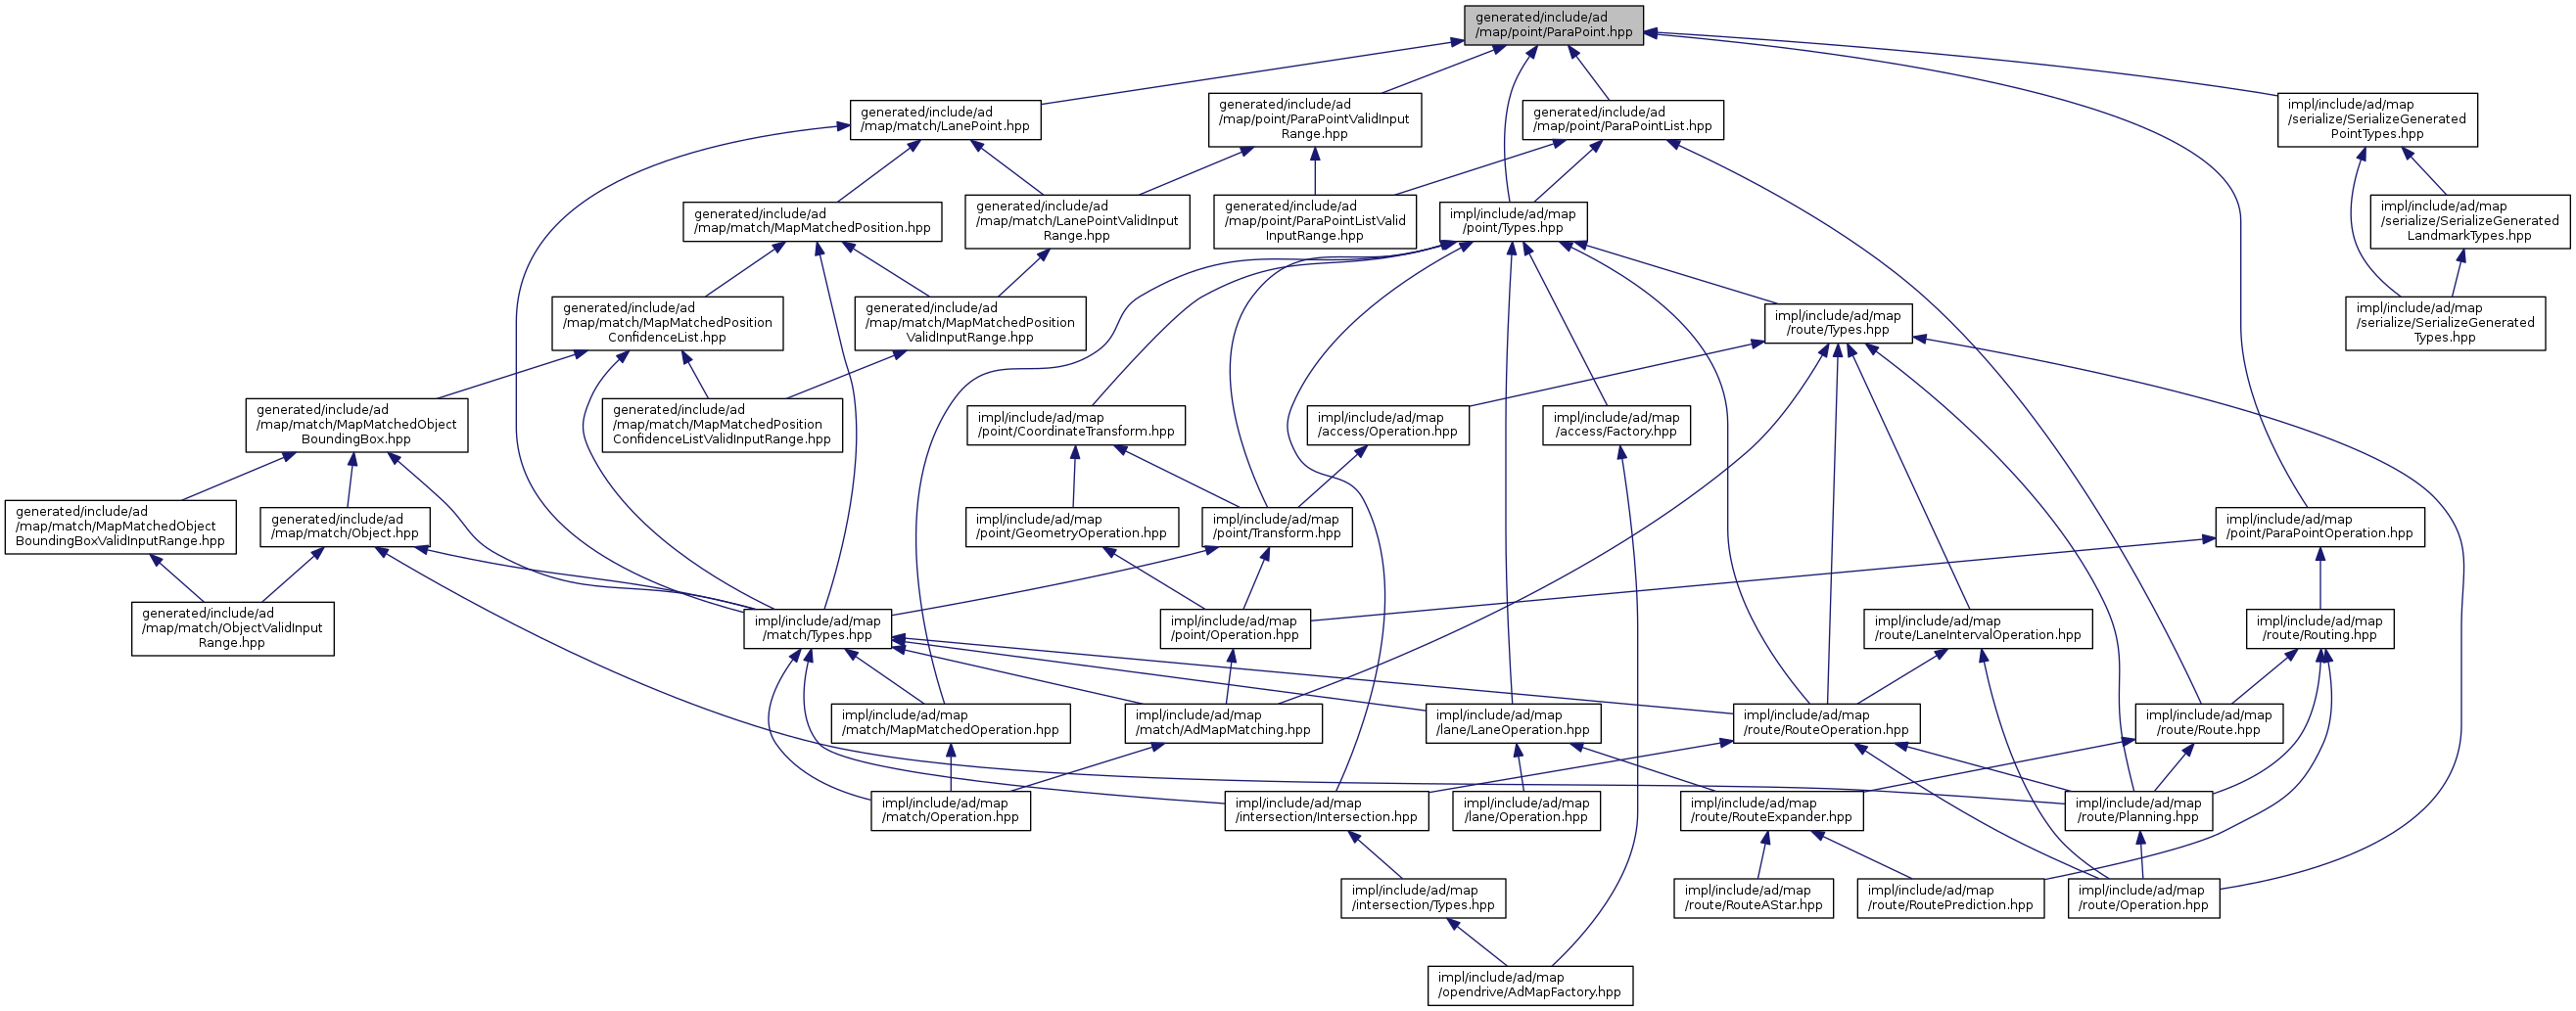 generated/include/ad
/map/point/ParaPoint.hpp
generated/include/ad
/map/match/LanePoint.hpp
generated/include/ad
/map/point/ParaPointValidInput
Range.hpp
generated/include/ad
/map/point/ParaPointList.hpp
impl/include/ad/map
/serialize/SerializeGenerated
PointTypes.hpp
generated/include/ad
/map/match/MapMatchedPosition.hpp
generated/include/ad
/map/match/LanePointValidInput
Range.hpp
generated/include/ad
/map/point/ParaPointListValid
InputRange.hpp
impl/include/ad/map
/point/Types.hpp
impl/include/ad/map
/serialize/SerializeGenerated
LandmarkTypes.hpp
generated/include/ad
/map/match/MapMatchedPosition
ConfidenceList.hpp
generated/include/ad
/map/match/MapMatchedPosition
ValidInputRange.hpp
impl/include/ad/map
/route/Types.hpp
impl/include/ad/map
/serialize/SerializeGenerated
Types.hpp
generated/include/ad
/map/match/MapMatchedObject
BoundingBox.hpp
generated/include/ad
/map/match/MapMatchedPosition
ConfidenceListValidInputRange.hpp
impl/include/ad/map
/point/CoordinateTransform.hpp
impl/include/ad/map
/access/Operation.hpp
impl/include/ad/map
/access/Factory.hpp
generated/include/ad
/map/match/MapMatchedObject
BoundingBoxValidInputRange.hpp
generated/include/ad
/map/match/Object.hpp
impl/include/ad/map
/point/GeometryOperation.hpp
impl/include/ad/map
/point/Transform.hpp
impl/include/ad/map
/point/ParaPointOperation.hpp
generated/include/ad
/map/match/ObjectValidInput
Range.hpp
impl/include/ad/map
/match/Types.hpp
impl/include/ad/map
/point/Operation.hpp
impl/include/ad/map
/route/LaneIntervalOperation.hpp
impl/include/ad/map
/route/Routing.hpp
impl/include/ad/map
/match/MapMatchedOperation.hpp
impl/include/ad/map
/match/AdMapMatching.hpp
impl/include/ad/map
/lane/LaneOperation.hpp
impl/include/ad/map
/route/RouteOperation.hpp
impl/include/ad/map
/route/Route.hpp
impl/include/ad/map
/match/Operation.hpp
impl/include/ad/map
/intersection/Intersection.hpp
impl/include/ad/map
/lane/Operation.hpp
impl/include/ad/map
/route/RouteExpander.hpp
impl/include/ad/map
/route/Planning.hpp
impl/include/ad/map
/intersection/Types.hpp
impl/include/ad/map
/route/RouteAStar.hpp
impl/include/ad/map
/route/RoutePrediction.hpp
impl/include/ad/map
/route/Operation.hpp
impl/include/ad/map
/opendrive/AdMapFactory.hpp